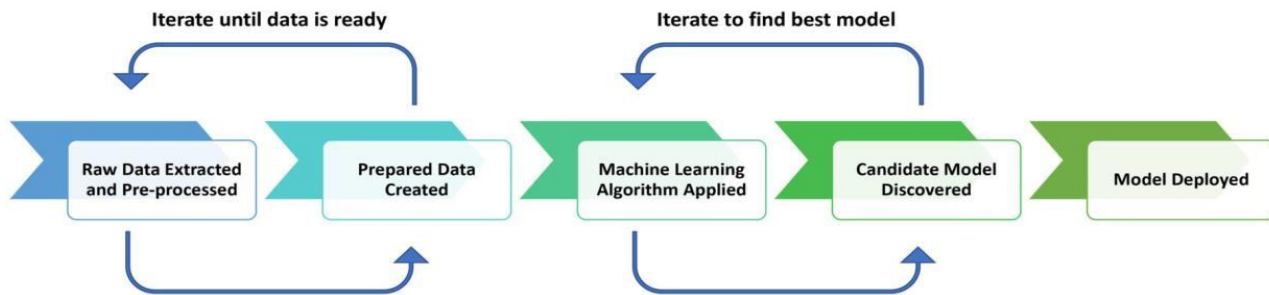 Iterate until data is ready
Iterate to find best model
Raw Data Extracted
and Pre-processed
Prepared Data
Created
Machine Learning
Algorithm Applied
Candidate Model
Discovered
Model Deployed